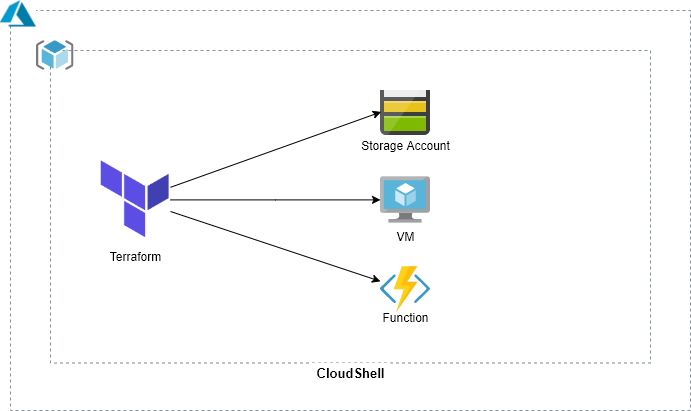 Storage Account
VM
Terraform
Function
CloudShell